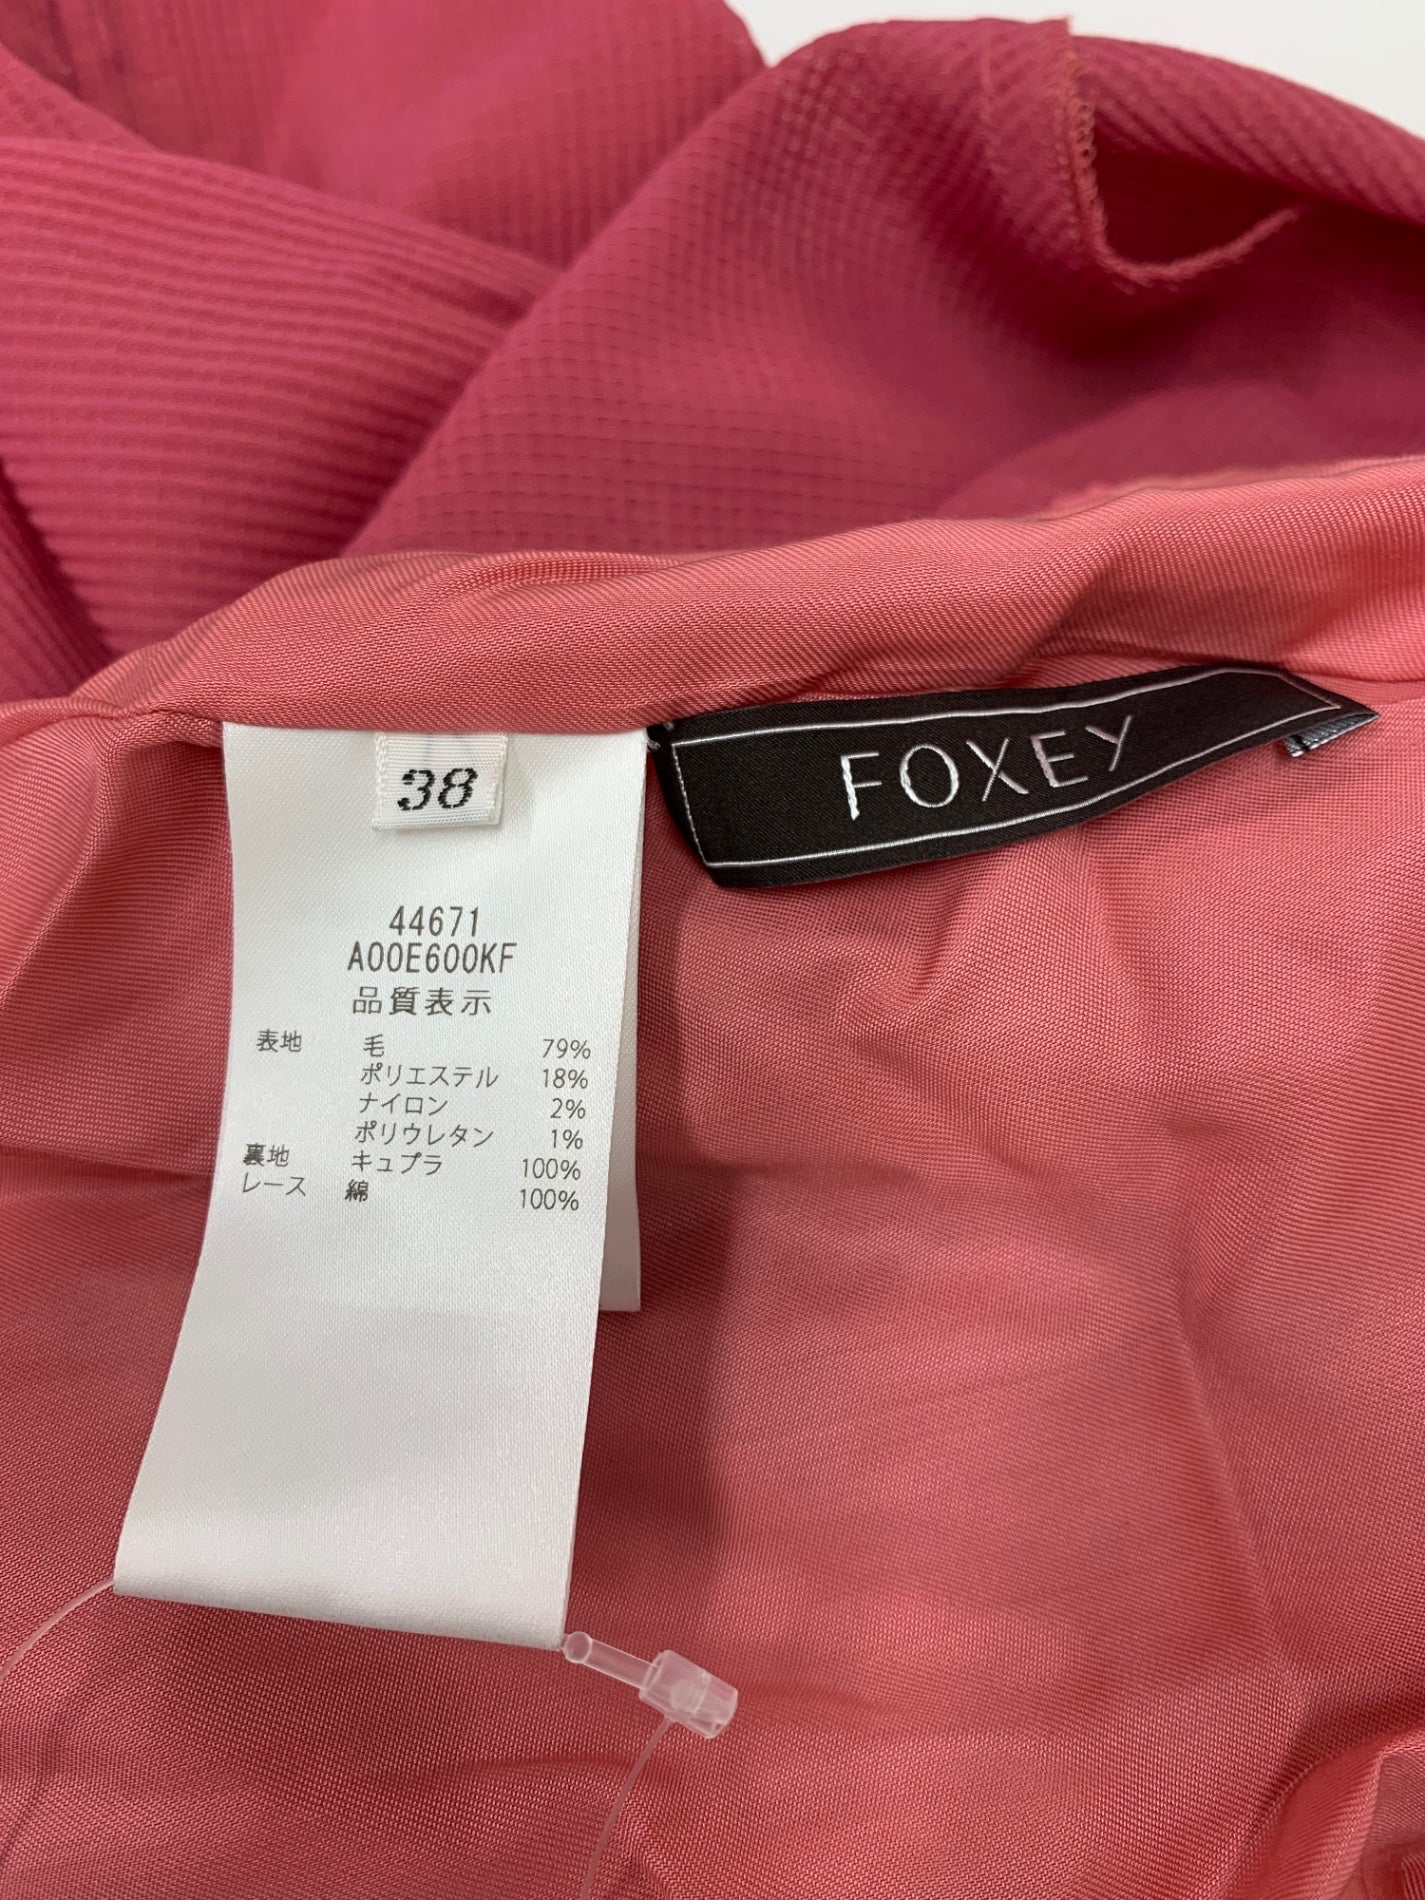 FOXEY
38
44671
A00E600KF
品質表示
表地 毛 79%
ポリエステル 18%
ナイロン 2%
ポリウレタン 1%
裏地 キュプラ 100%
レース 綿 100%